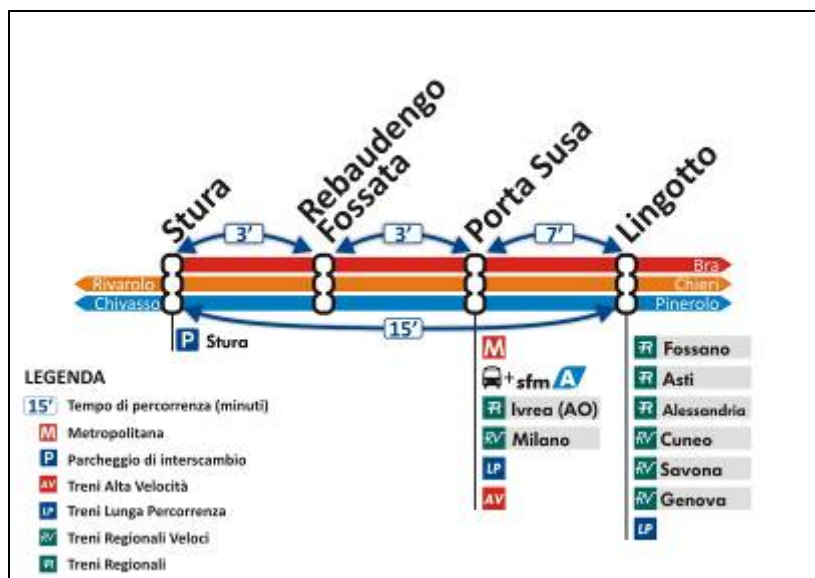 Stura
Rebaudengo
Fossata
Porta Susa
Lingotto
3'
3'
7'
Bra
Rivarolo
Chieri
Chivasso
Pinerolo
15'
P Stura
M
+ sfm A
R Ivrea (AO)
RV Milano
LP
AV
R Fossano
R Asti
R Alessandria
RV Cuneo
RV Savona
RV Genova
LP
LEGENDA
15' Tempo di percorrenza (minuti)
M Metropolitana
P Parcheggio di interscambio
AV Treni Alta Velocità
LP Treni Lunga Percorrenza
RV Treni Regionali Veloci
R Treni Regionali